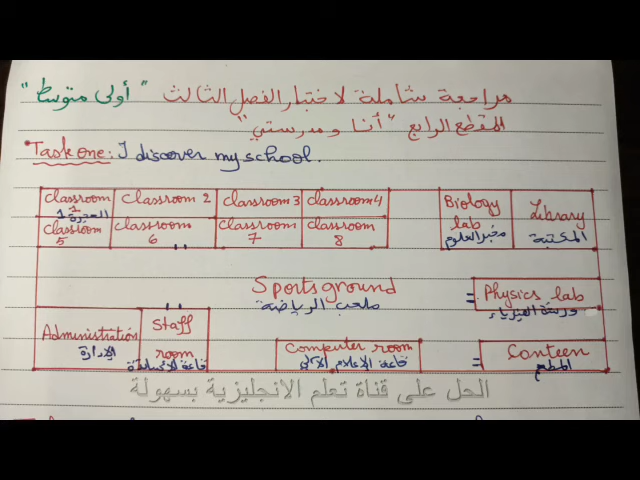 مراجعة شاملة لاختبار الفصل الثالث "أولى متوسط"
المقطع الرابع "أنا ومدرستي"
Task one: I discover my school.
Classroom 1 Classroom 2 Classroom 3 Classroom 4 Biology lab Library
الحجرة 1 مخبر العلوم المكتبة
Classroom 5 Classroom 6 Classroom 7 Classroom 8
Sports ground = Physics lab
ملعب الرياضة الفيزياء
Administration Staff room Computer room = Canteen
الإدارة قاعة الأساتذة قاعة الإعلام الآلي المطعم
الحل على قناة تعلم الانجليزية بسهولة